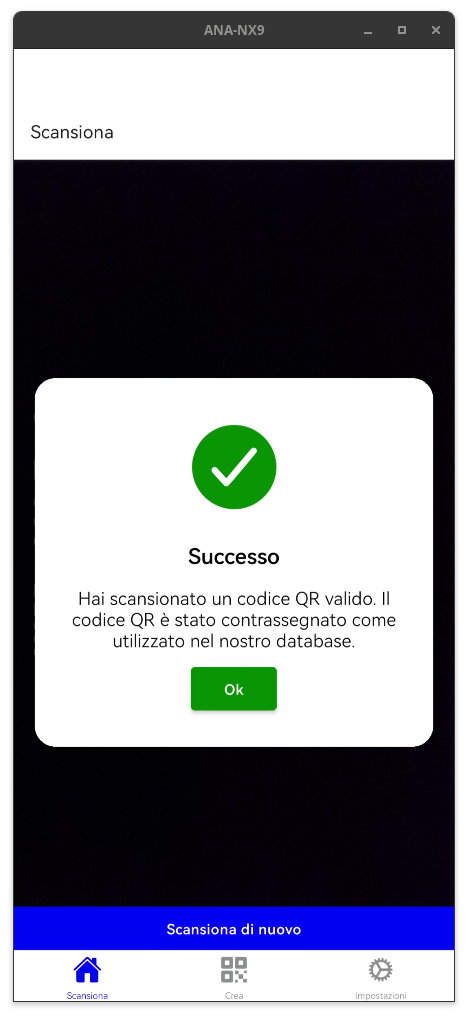 ANA-NX9
Scansiona
Successo
Hai scansionato un codice QR valido. Il
codice QR è stato contrassegnato come
utilizzato nel nostro database.
Ok
Scansiona di nuovo
Scansiona
Crea
Impostazioni